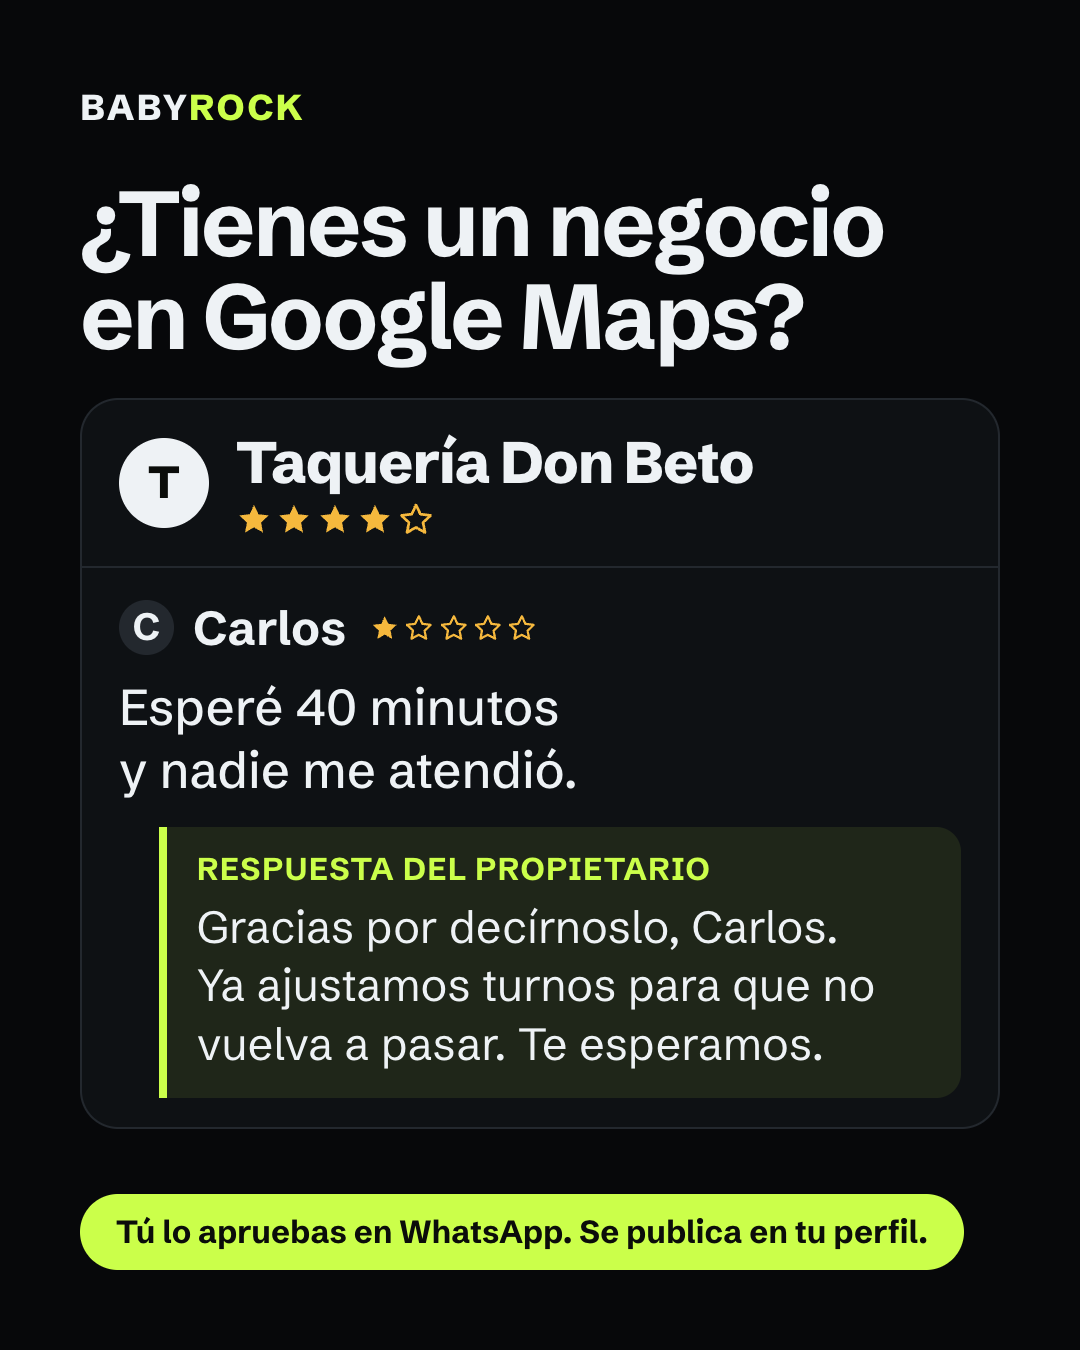 BABYROCK
¿Tienes un negocio
en Google Maps?
T
Taquería Don Beto
C
Carlos
Esperé 40 minutos
y nadie me atendió.
RESPUESTA DEL PROPIETARIO
Gracias por decírnoslo, Carlos.
Ya ajustamos turnos para que no
vuelva a pasar. Te esperamos.
Tú lo apruebas en WhatsApp. Se publica en tu perfil.